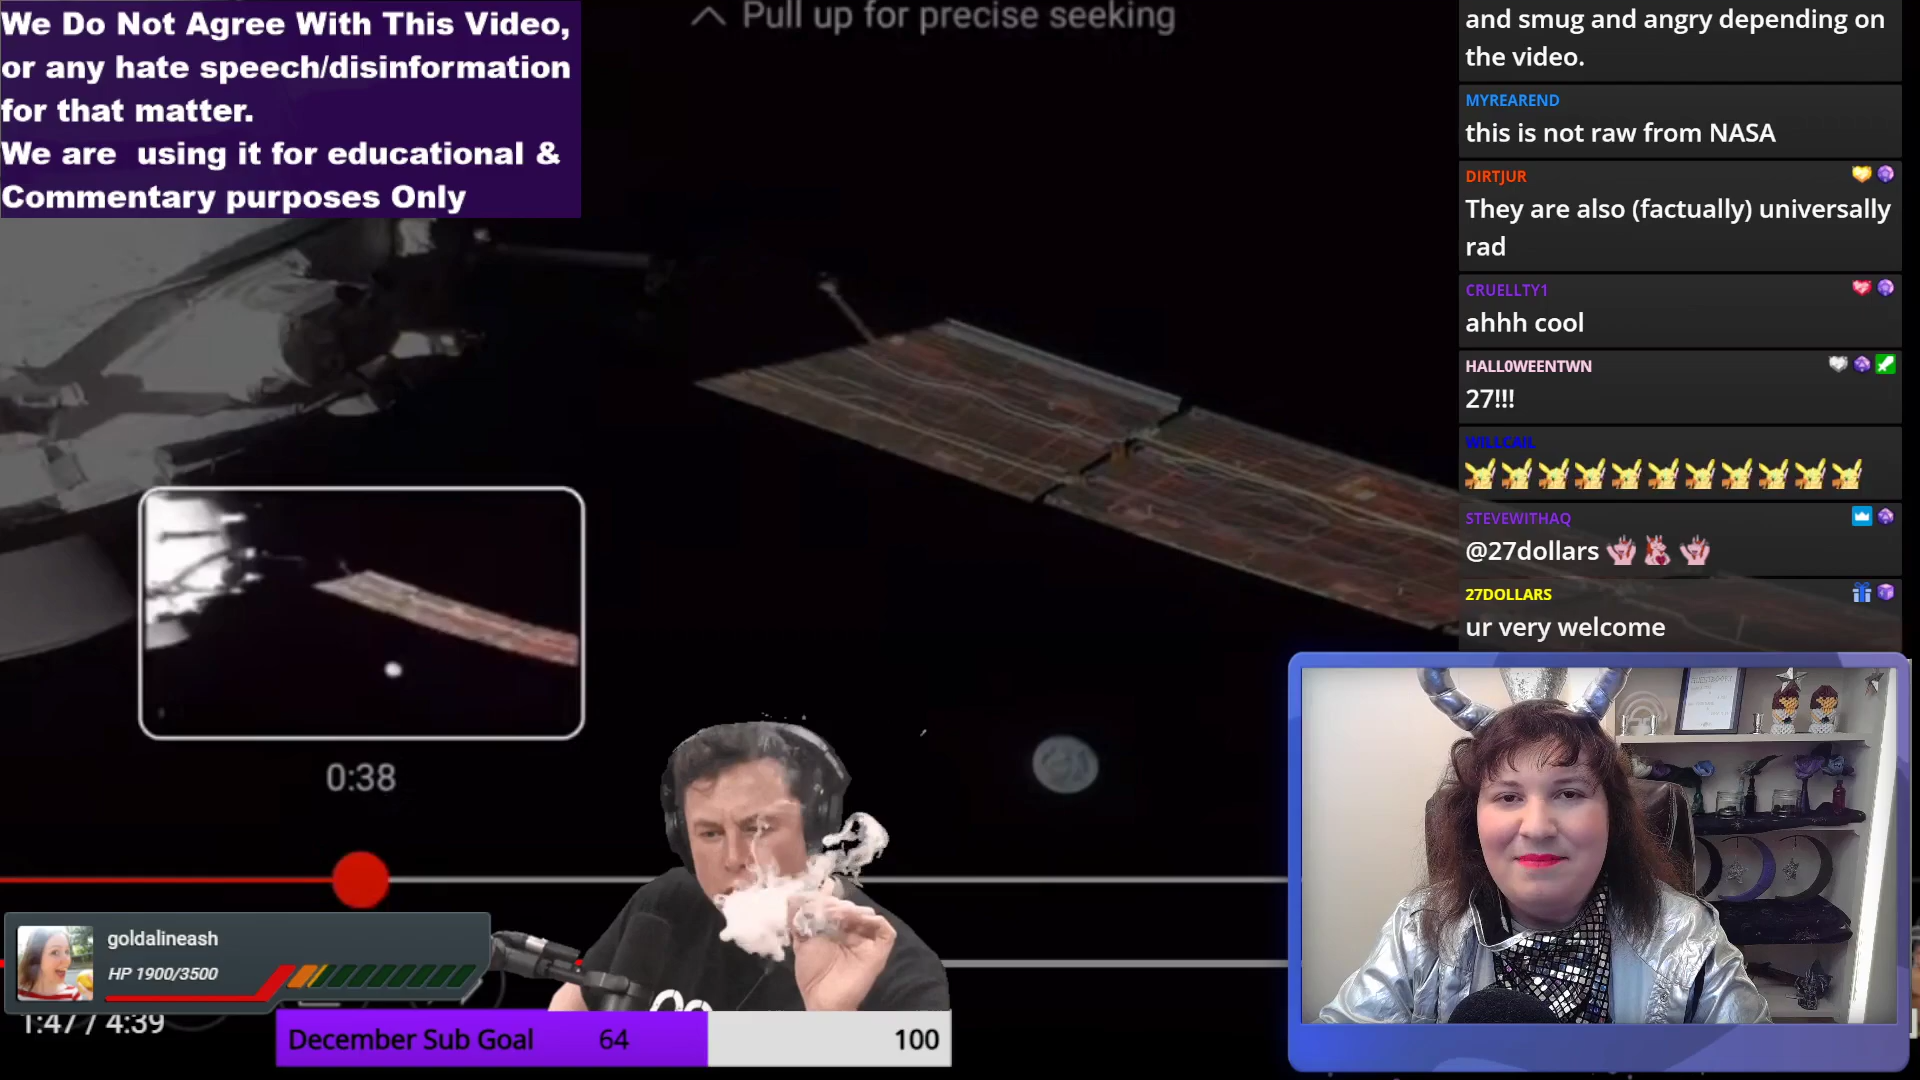 We Do Not Agree With This Video,
or any hate speech/disinformation
for that matter.
We are using it for educational &
Commentary purposes Only
Pull up for precise seeking
and smug and angry depending on
the video.
MYREAREND
this is not raw from NASA
DIRTJUR
They are also (factually) universally
rad
CRUELLTY1
ahhh cool
HALL0WEENTWN
27!!!
WILLCAIL
STEVEWITHAQ
@27dollars
27DOLLARS
ur very welcome
0:38
goldalineash
HP 1900/3500
1:47 / 4:39
December Sub Goal 64 100